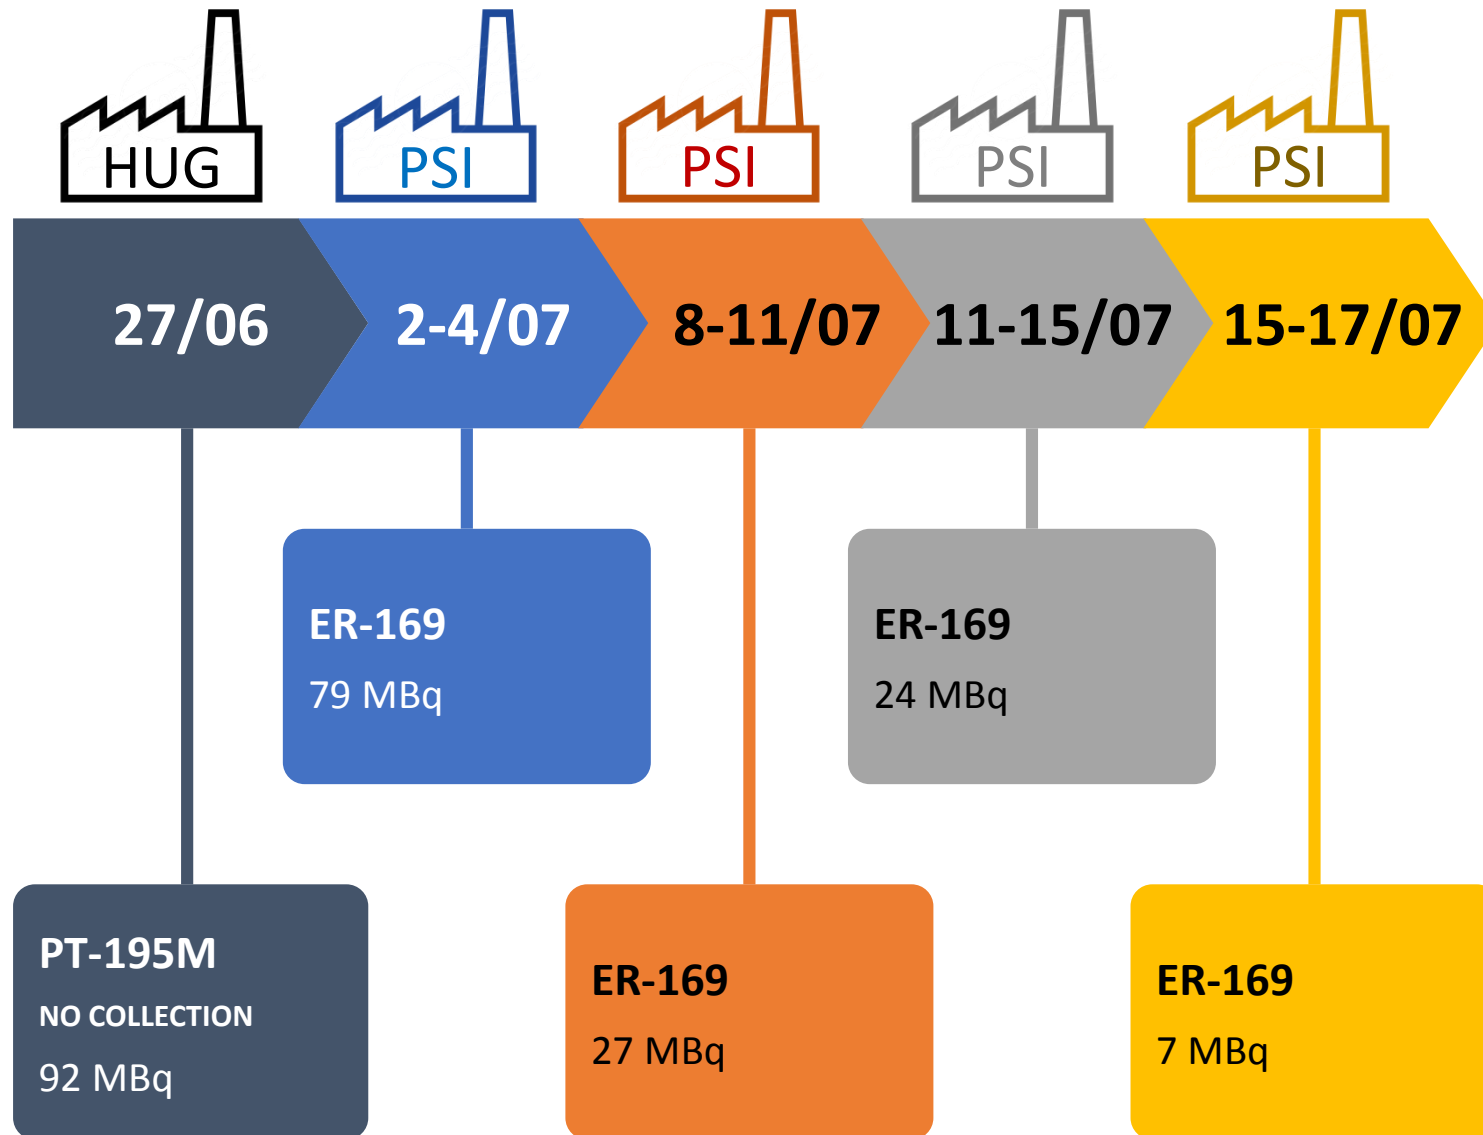 HUG
PSI
PSI
PSI
PSI
27/06
2-4/07
8-11/07
11-15/07
15-17/07
ER-169
79 MBq
ER-169
24 MBq
PT-195M
NO COLLECTION
92 MBq
ER-169
27 MBq
ER-169
7 MBq